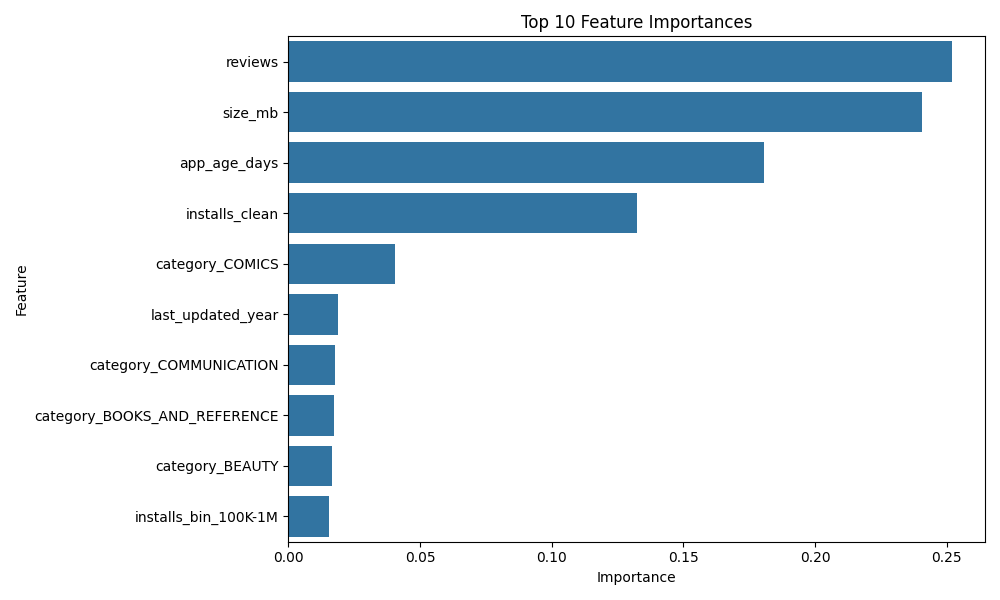 Top 10 Feature Importances
Feature
reviews
size_mb
app_age_days
installs_clean
category_COMICS
last_updated_year
category_COMMUNICATION
category_BOOKS_AND_REFERENCE
category_BEAUTY
installs_bin_100K-1M
0.00 0.05 0.10 0.15 0.20 0.25
Importance